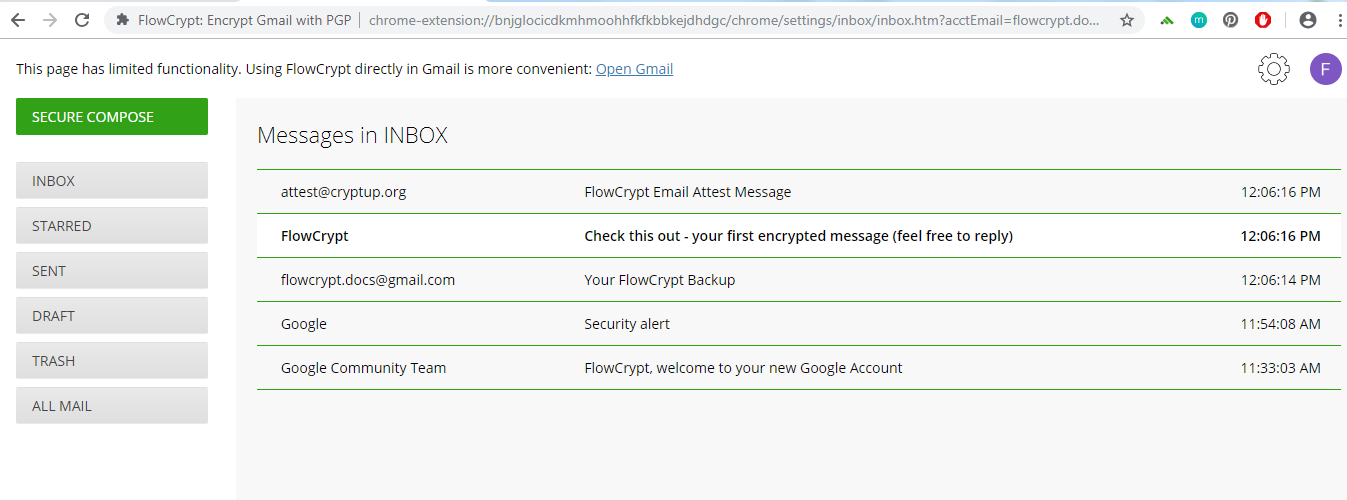 FlowCrypt: Encrypt Gmail with PGP | chrome-extension://bnjglocicdkmhmoohhfkfkbbkejdhdgc/chrome/settings/inbox/inbox.htm?acctEmail=flowcrypt.do...
m
This page has limited functionality. Using FlowCrypt directly in Gmail is more convenient: Open Gmail
F
SECURE COMPOSE
INBOX
STARRED
SENT
DRAFT
TRASH
ALL MAIL
Messages in INBOX
attest@cryptup.org FlowCrypt Email Attest Message 12:06:16 PM
FlowCrypt Check this out - your first encrypted message (feel free to reply) 12:06:16 PM
flowcrypt.docs@gmail.com Your FlowCrypt Backup 12:06:14 PM
Google Security alert 11:54:08 AM
Google Community Team FlowCrypt, welcome to your new Google Account 11:33:03 AM